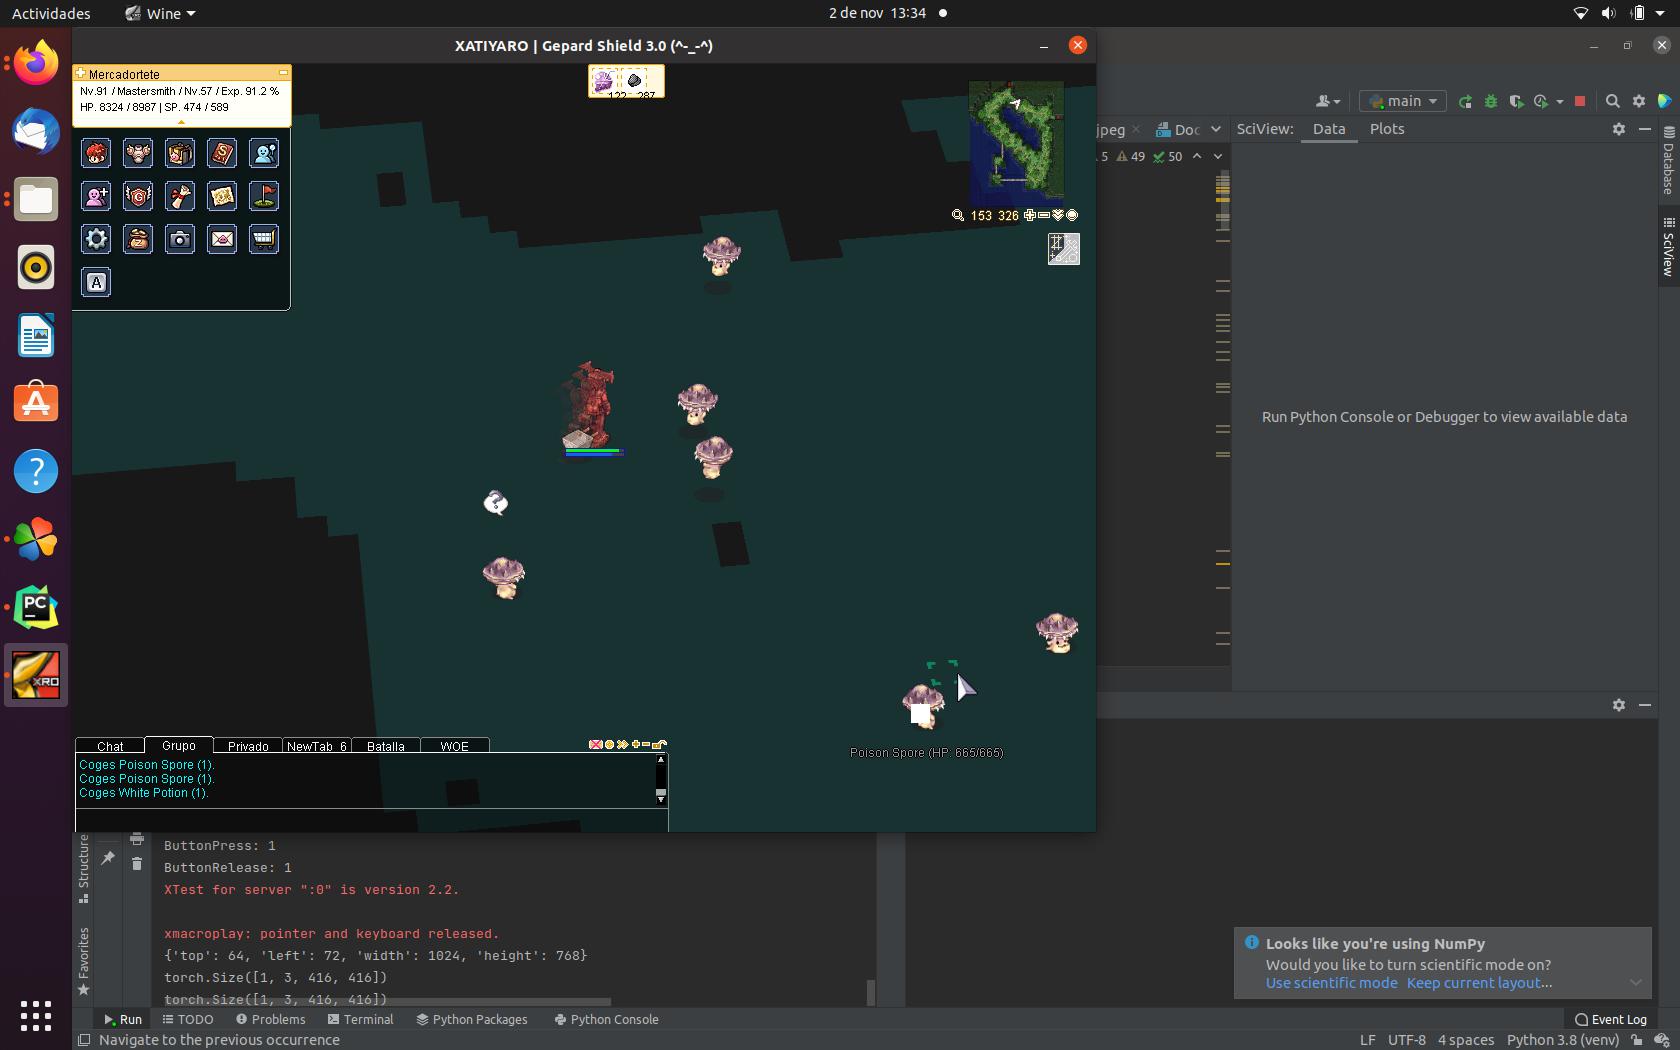 Actividades
Wine
2 de nov 13:34
XATIYARO | Gepard Shield 3.0 (^-_-^)
Mercadortete
Nv.91 / Mastersmith / Nv.57 / Exp. 91.2 %
HP. 8324 / 8987 | SP. 474 / 589
122 287
153 326
A
main
jpeg
Doc
SciView:
Data
Plots
5
49
50
Database
SciView
Run Python Console or Debugger to view available data
Poison Spore (HP: 665/665)
Chat
Grupo
Privado
NewTab_6
Batalla
WOE
Coges Poison Spore (1).
Coges Poison Spore (1).
Coges White Potion (1).
PC
XRO
Structure
Favorites
ButtonPress: 1
ButtonRelease: 1
XTest for server ":0" is version 2.2.
xmacroplay: pointer and keyboard released.
{'top': 64, 'left': 72, 'width': 1024, 'height': 768}
torch.Size([1, 3, 416, 416])
torch.Size([1, 3, 416, 416])
Looks like you're using NumPy
Would you like to turn scientific mode on?
Use scientific mode Keep current layout...
Run
TODO
Problems
Terminal
Python Packages
Python Console
Event Log
Navigate to the previous occurrence
LF
UTF-8
4 spaces
Python 3.8 (venv)